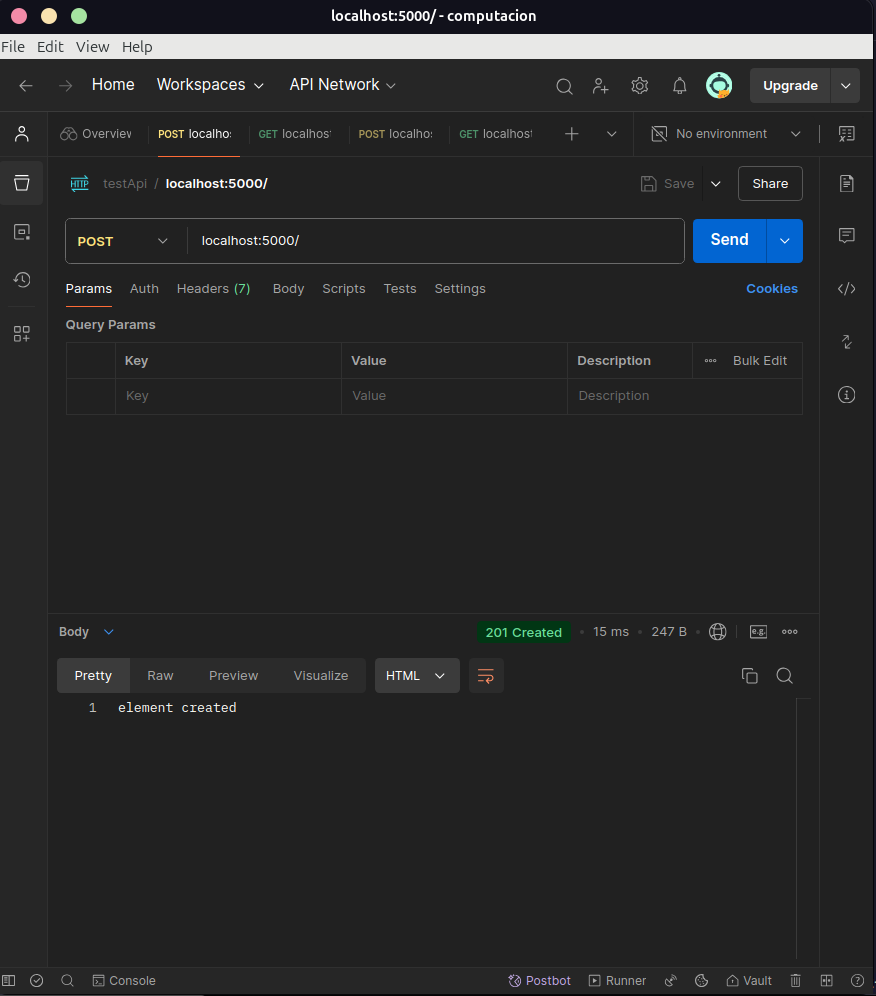 localhost:5000/ - computacion
File Edit View Help
Home Workspaces API Network Upgrade
Overview POST localhos GET localhost POST localhos GET localhost No environment
HTTP testApi / localhost:5000/ Save Share
POST localhost:5000/ Send
Params Auth Headers (7) Body Scripts Tests Settings Cookies
Query Params
Key Value Description Bulk Edit
Key Value Description
Body 201 Created 15 ms 247 B e.g.
Pretty Raw Preview Visualize HTML
1 element created
Console Postbot Runner Vault